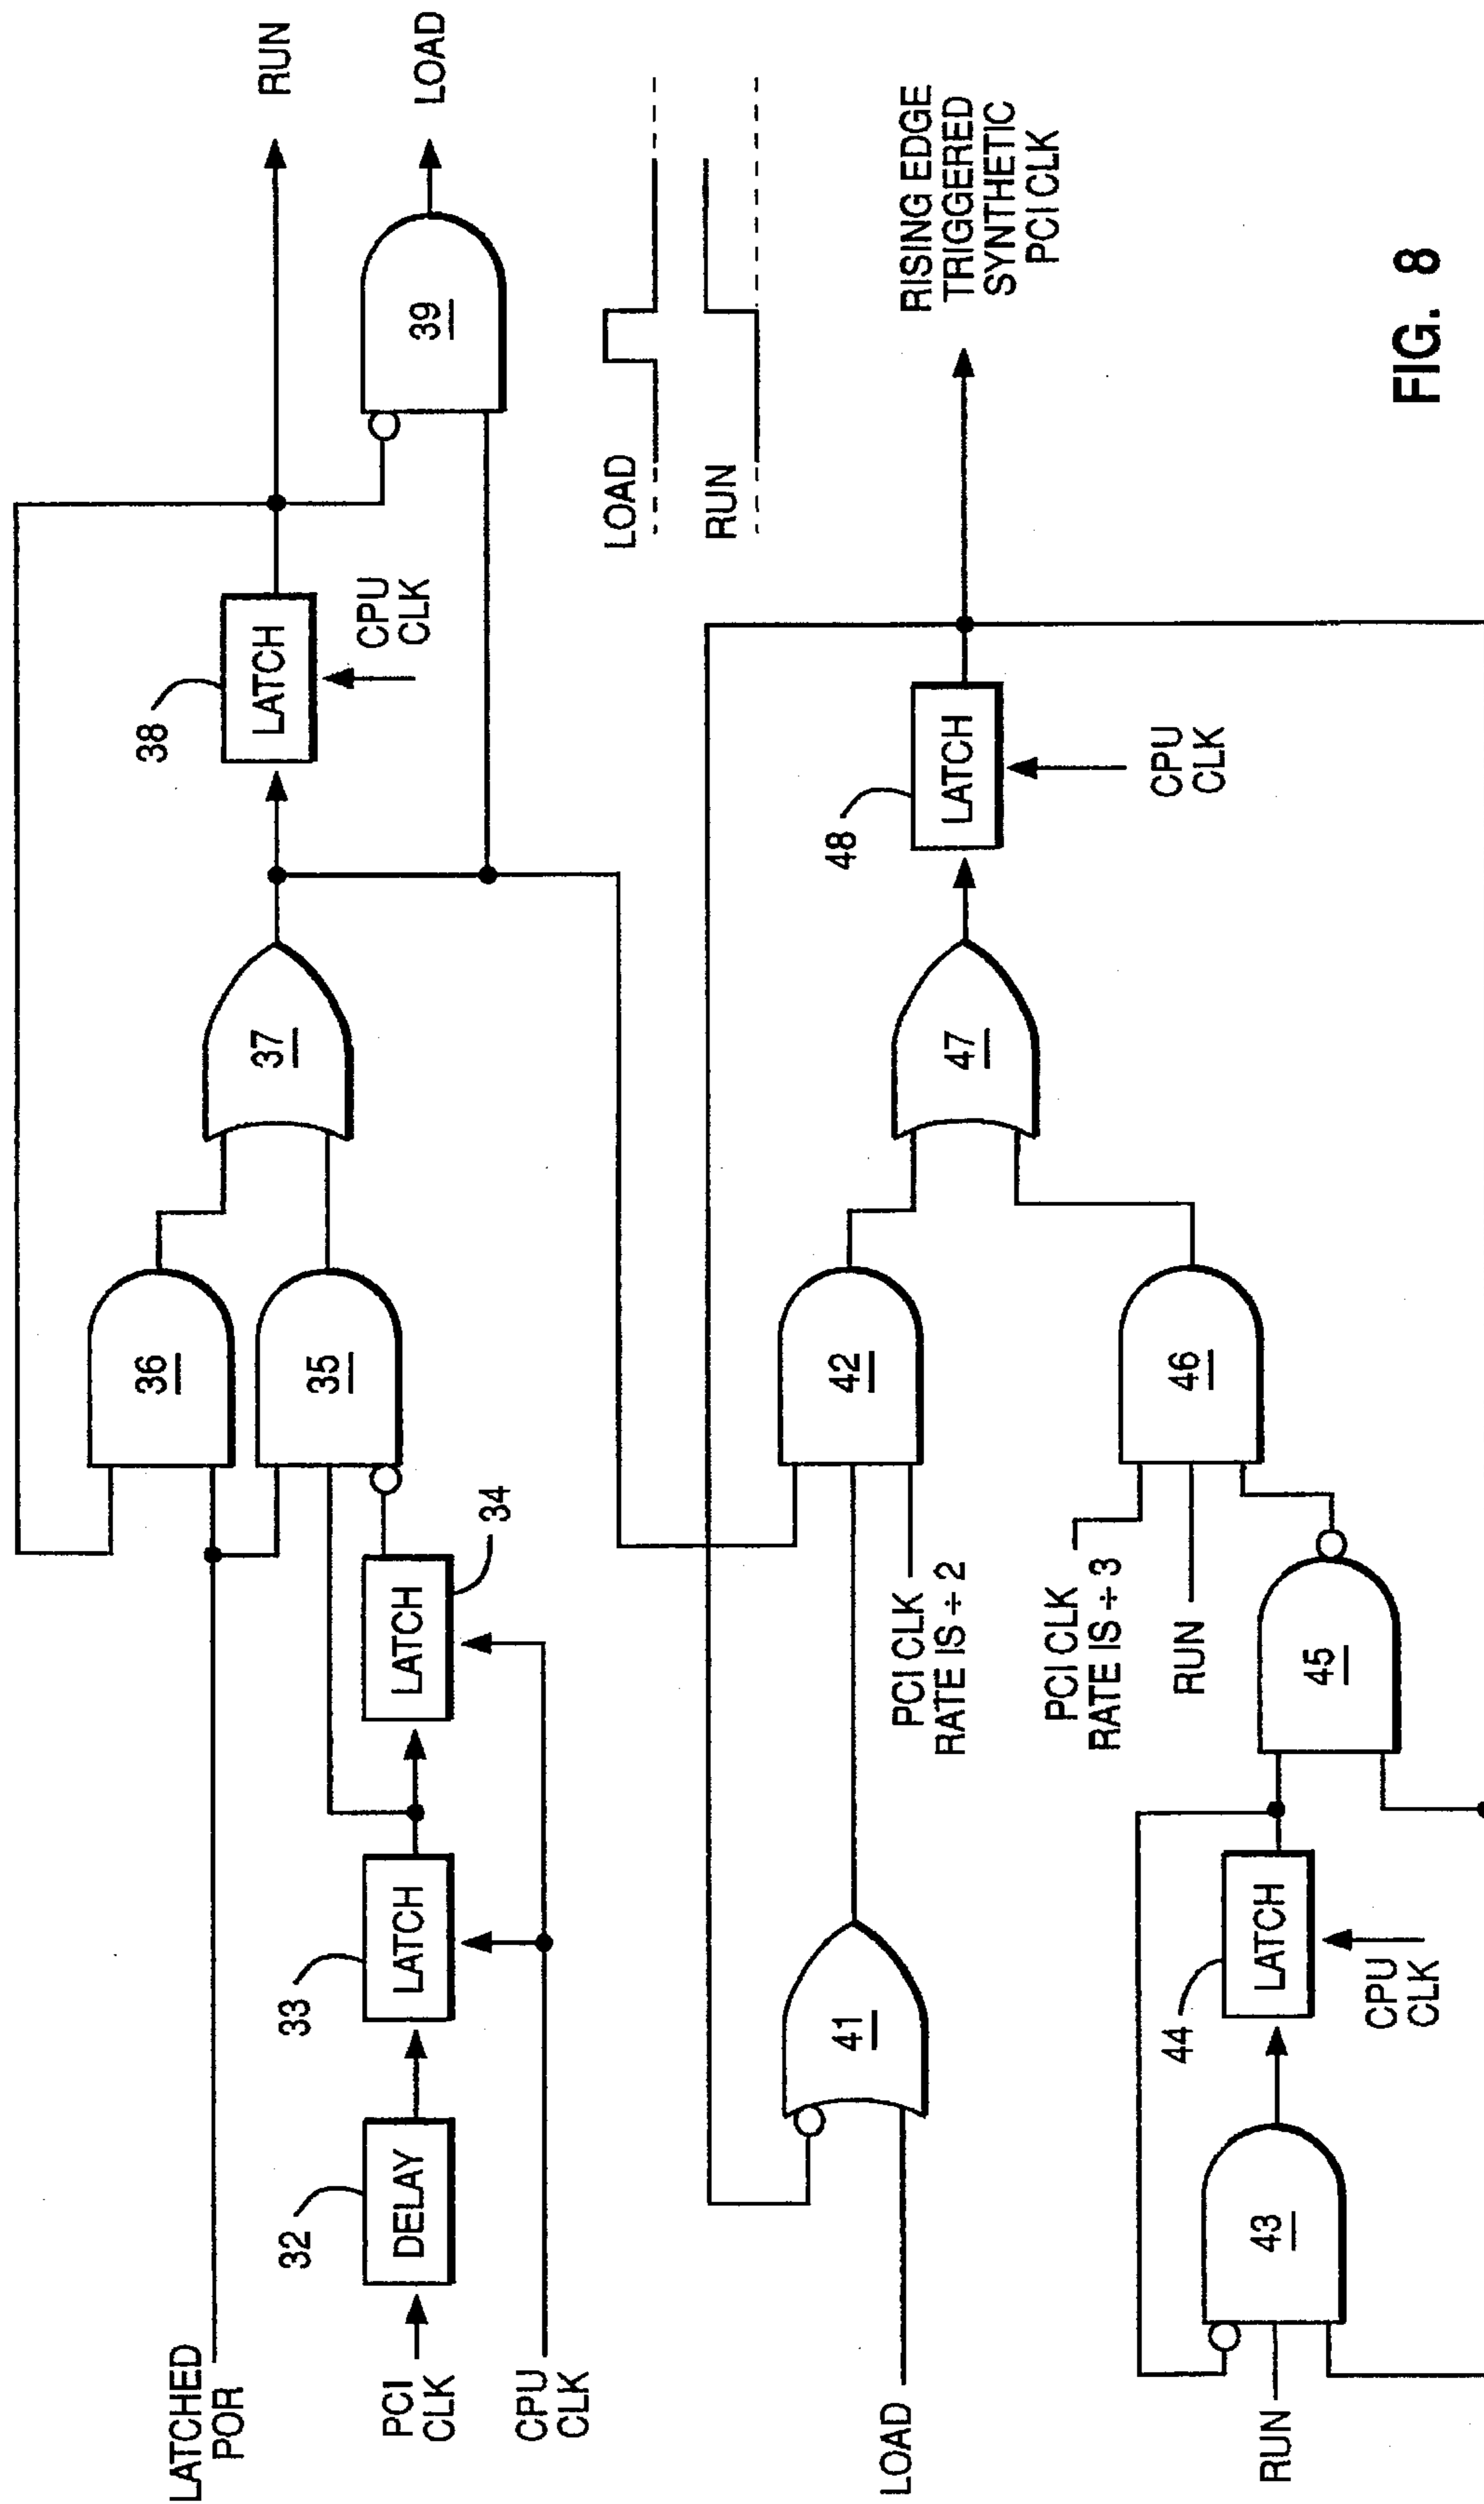 RUN
LOAD
38
LATCH
CPU
CLK
39
37
36
35
34
LATCH
33
LATCH
32
DELAY
LATCHED
POR
PCI
CLK
CPU
CLK
LOAD
RUN
RISING EDGE
TRIGGERED
SYNTHETIC
PCI CLK
48
LATCH
CPU
CLK
47
42
46
PCI CLK
RATE IS ÷ 2
PCI CLK
RATE IS ÷ 3
RUN
45
41
LOAD
44
LATCH
CPU
CLK
43
RUN
FIG. 8